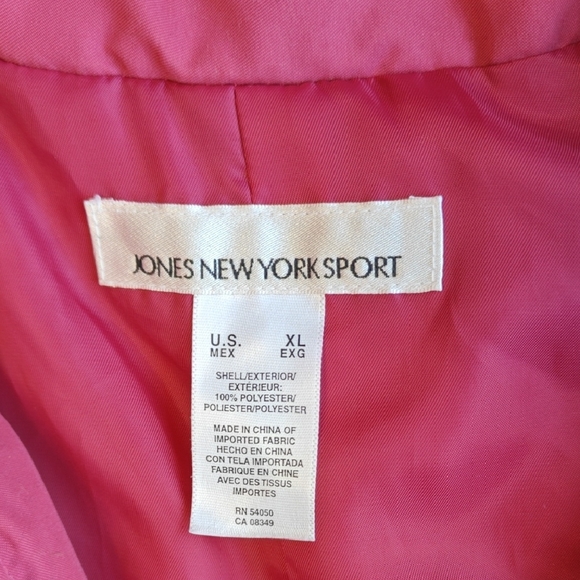 JONES NEW YORK SPORT
U.S. XL
MEX EXG
SHELL/EXTERIOR/
EXTÉRIEUR:
100% POLYESTER/
POLIESTER/POLYESTER
MADE IN CHINA OF
IMPORTED FABRIC
HECHO EN CHINA
CON TELA IMPORTADA
FABRIQUE EN CHINE
AVEC DES TISSUS
IMPORTES
RN 54050
CA 08349